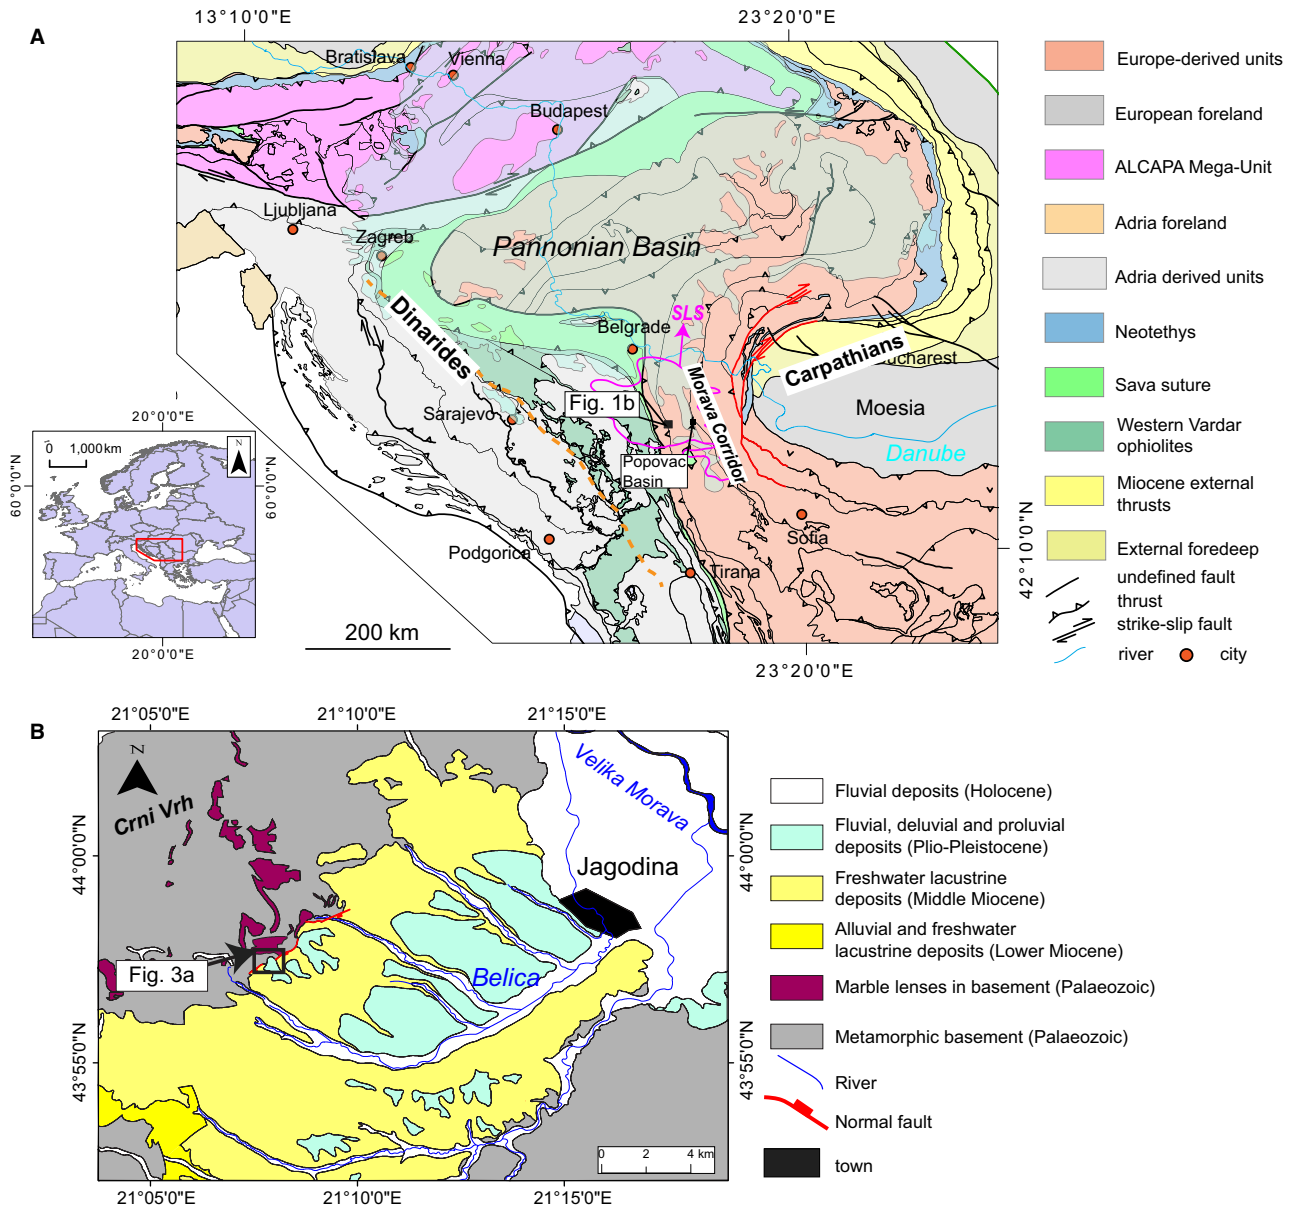 13°10'0"E
23°20'0"E
A
Bratislava
Vienna
Budapest
Ljubljana
Zagreb
Pannonian Basin
Dinarides
Belgrade
SLS
Carpathians
ucharest
Morava Corridor
Moesia
Danube
Fig. 1b
Sarajevo
Popovac
Basin
Podgorica
Sofia
Tirana
20°0'0"E
0 1,000 km
N
60°0'0"N
60°0'0"N
20°0'0"E
200 km
42°10'0"N
23°20'0"E
Europe-derived units
European foreland
ALCAPA Mega-Unit
Adria foreland
Adria derived units
Neotethys
Sava suture
Western Vardar
ophiolites
Miocene external
thrusts
External foredeep
undefined fault
thrust
strike-slip fault
river
city
B
21°05'0"E
21°10'0"E
21°15'0"E
N
Crni Vrh
Velika Morava
Jagodina
Belica
Fig. 3a
44°00'0"N
44°00'0"N
43°55'0"N
43°55'0"N
0 2 4 km
21°05'0"E
21°10'0"E
21°15'0"E
Fluvial deposits (Holocene)
Fluvial, deluvial and proluvial
deposits (Plio-Pleistocene)
Freshwater lacustrine
deposits (Middle Miocene)
Alluvial and freshwater
lacustrine deposits (Lower Miocene)
Marble lenses in basement (Palaeozoic)
Metamorphic basement (Palaeozoic)
River
Normal fault
town